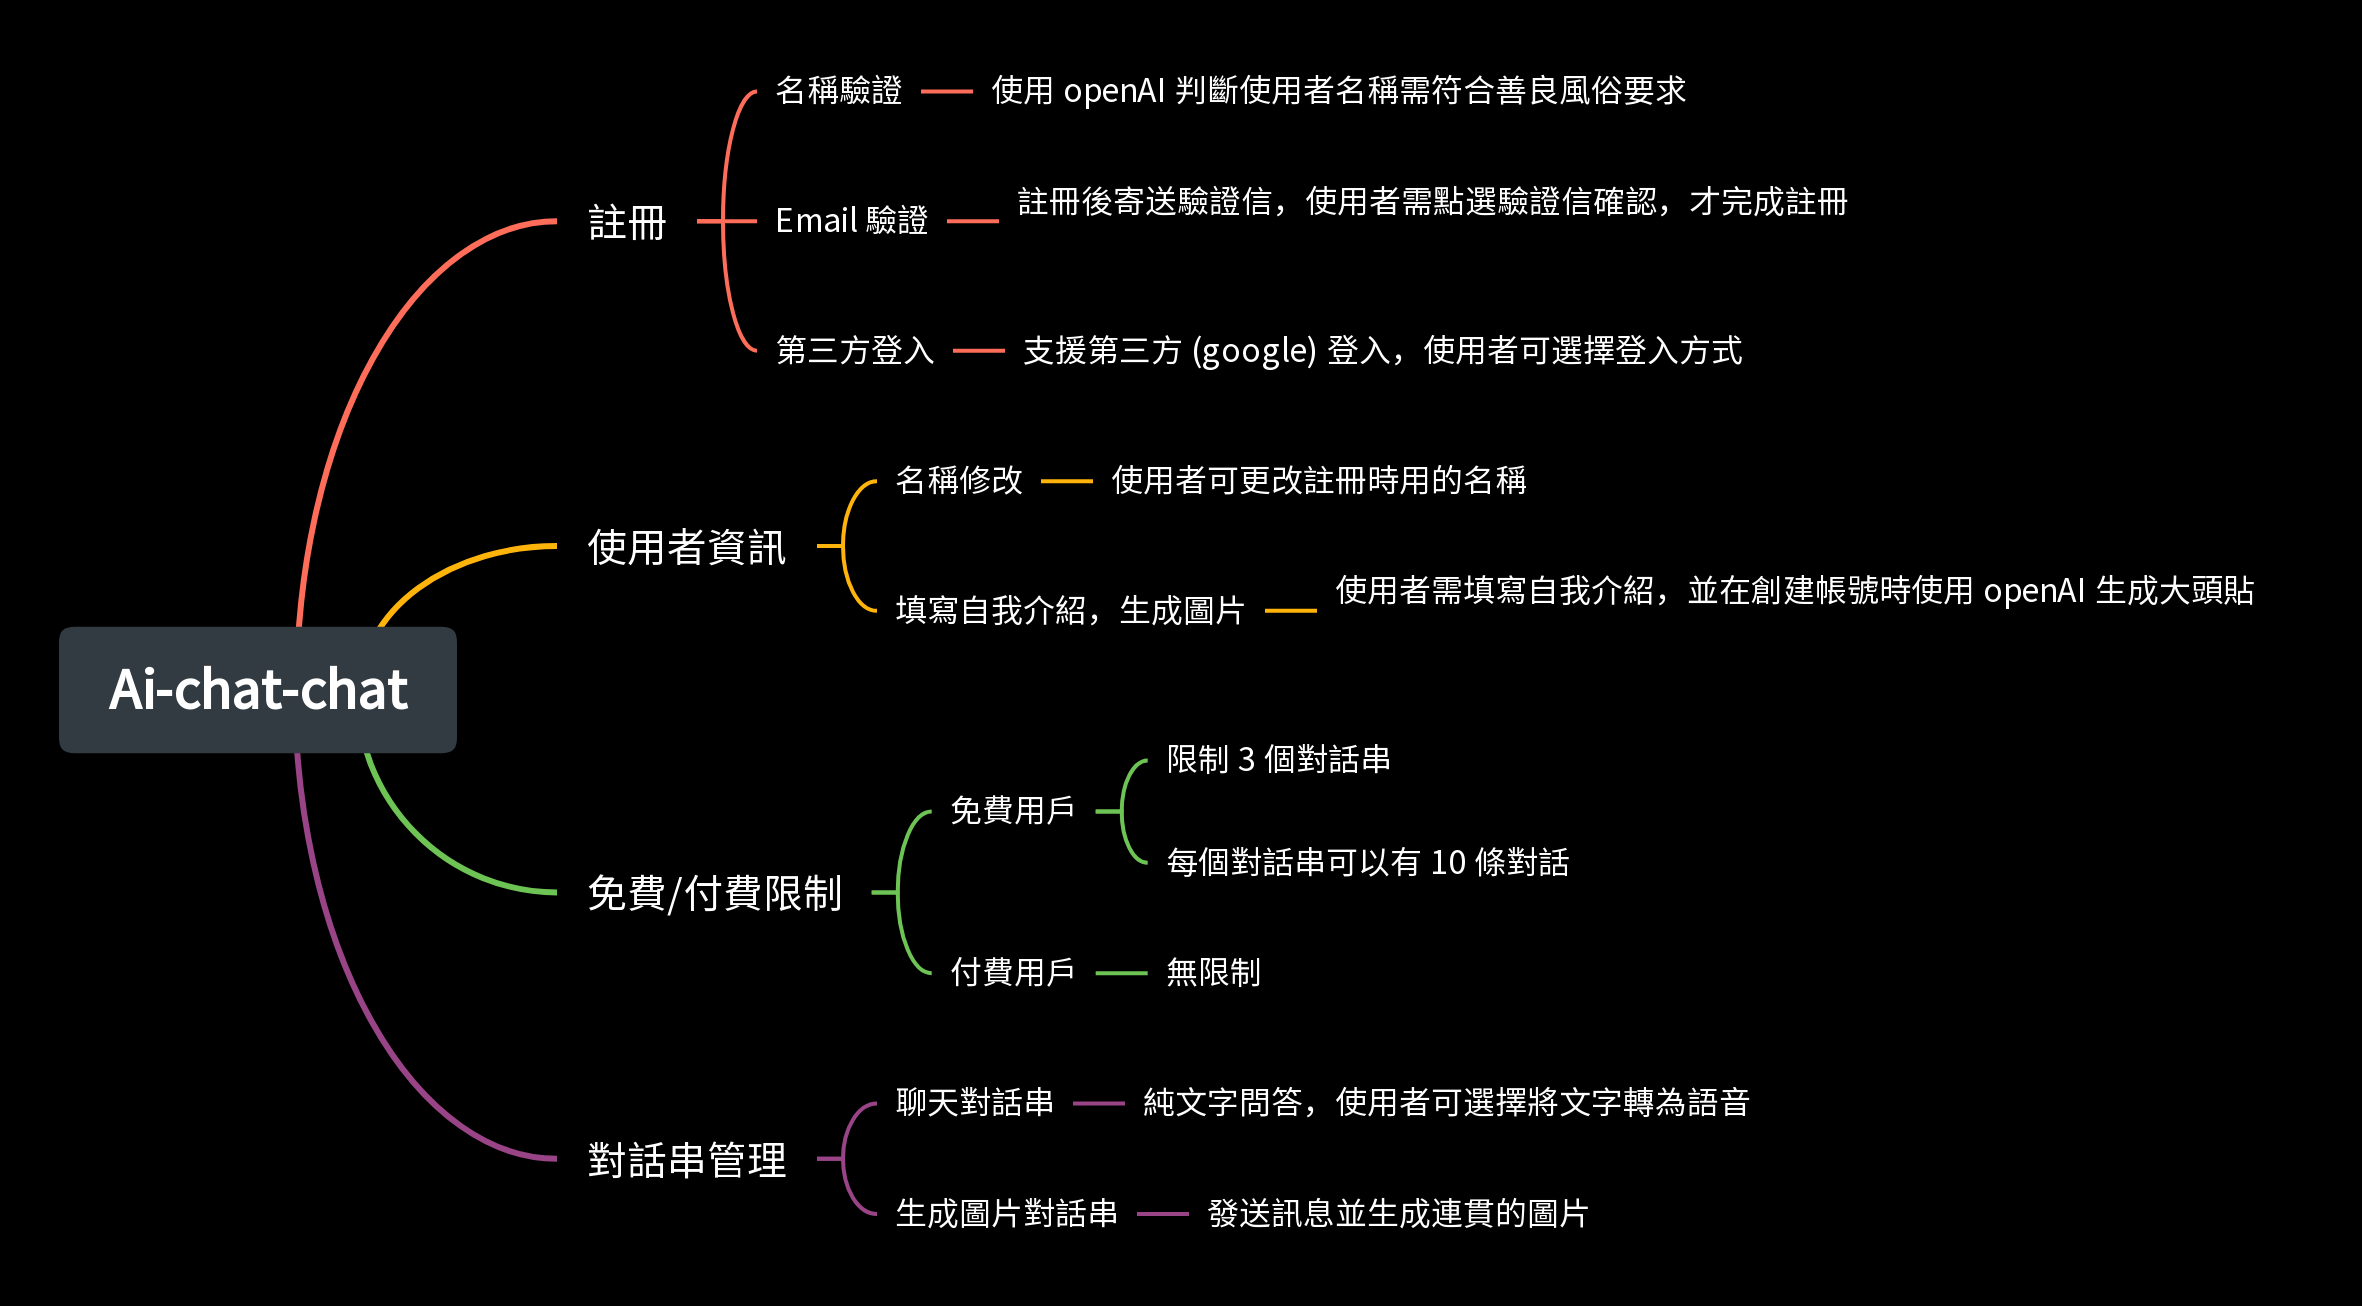 Ai-chat-chat
註冊
名稱驗證
使用 openAI 判斷使用者名稱需符合善良風俗要求
Email 驗證
註冊後寄送驗證信，使用者需點選驗證信確認，才完成註冊
第三方登入
支援第三方 (google) 登入，使用者可選擇登入方式
使用者資訊
名稱修改
使用者可更改註冊時用的名稱
填寫自我介紹，生成圖片
使用者需填寫自我介紹，並在創建帳號時使用 openAI 生成大頭貼
免費/付費限制
免費用戶
限制 3 個對話串
每個對話串可以有 10 條對話
付費用戶
無限制
對話串管理
聊天對話串
純文字問答，使用者可選擇將文字轉為語音
生成圖片對話串
發送訊息並生成連貫的圖片